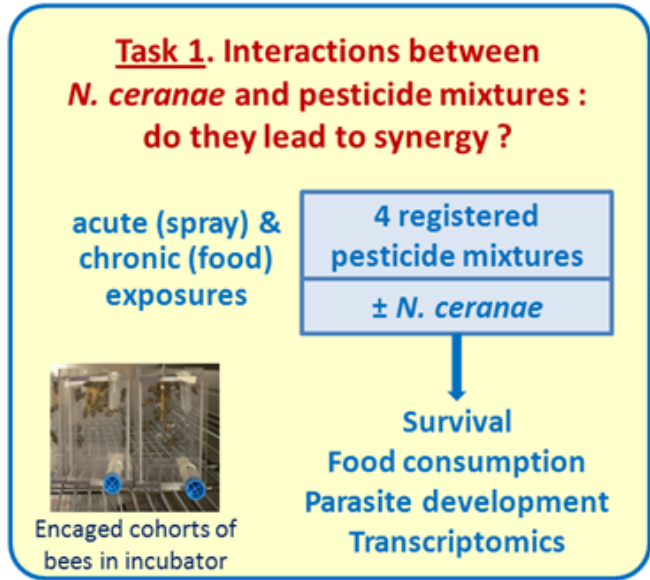 Task 1. Interactions between
N. ceranae and pesticide mixtures :
do they lead to synergy ?
acute (spray) &
chronic (food)
exposures
4 registered
pesticide mixtures
± N. ceranae
Survival
Food consumption
Parasite development
Transcriptomics
Encaged cohorts of
bees in incubator